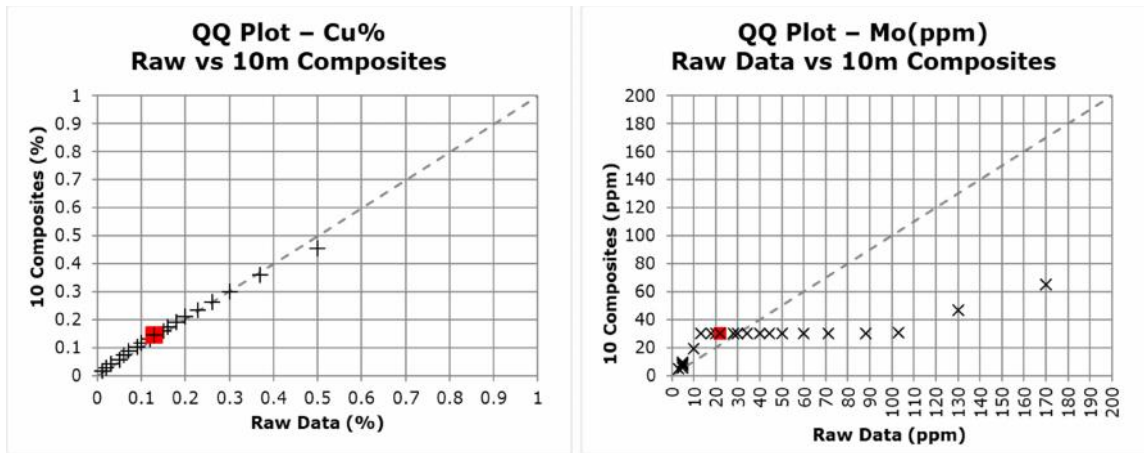 QQ Plot – Cu%
Raw vs 10m Composites
10 Composites (%)
1
0.9
0.8
0.7
0.6
0.5
0.4
0.3
0.2
0.1
0
0 0.1 0.2 0.3 0.4 0.5 0.6 0.7 0.8 0.9 1
Raw Data (%)
QQ Plot – Mo(ppm)
Raw Data vs 10m Composites
10 Composites (ppm)
200
180
160
140
120
100
80
60
40
20
0
0 10 20 30 40 50 60 70 80 90 100 110 120 130 140 150 160 170 180 190 200
Raw Data (ppm)